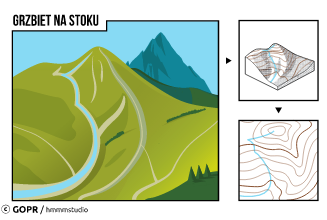 GRZBIET NA STOKU
© GOPR / hmmmstudio